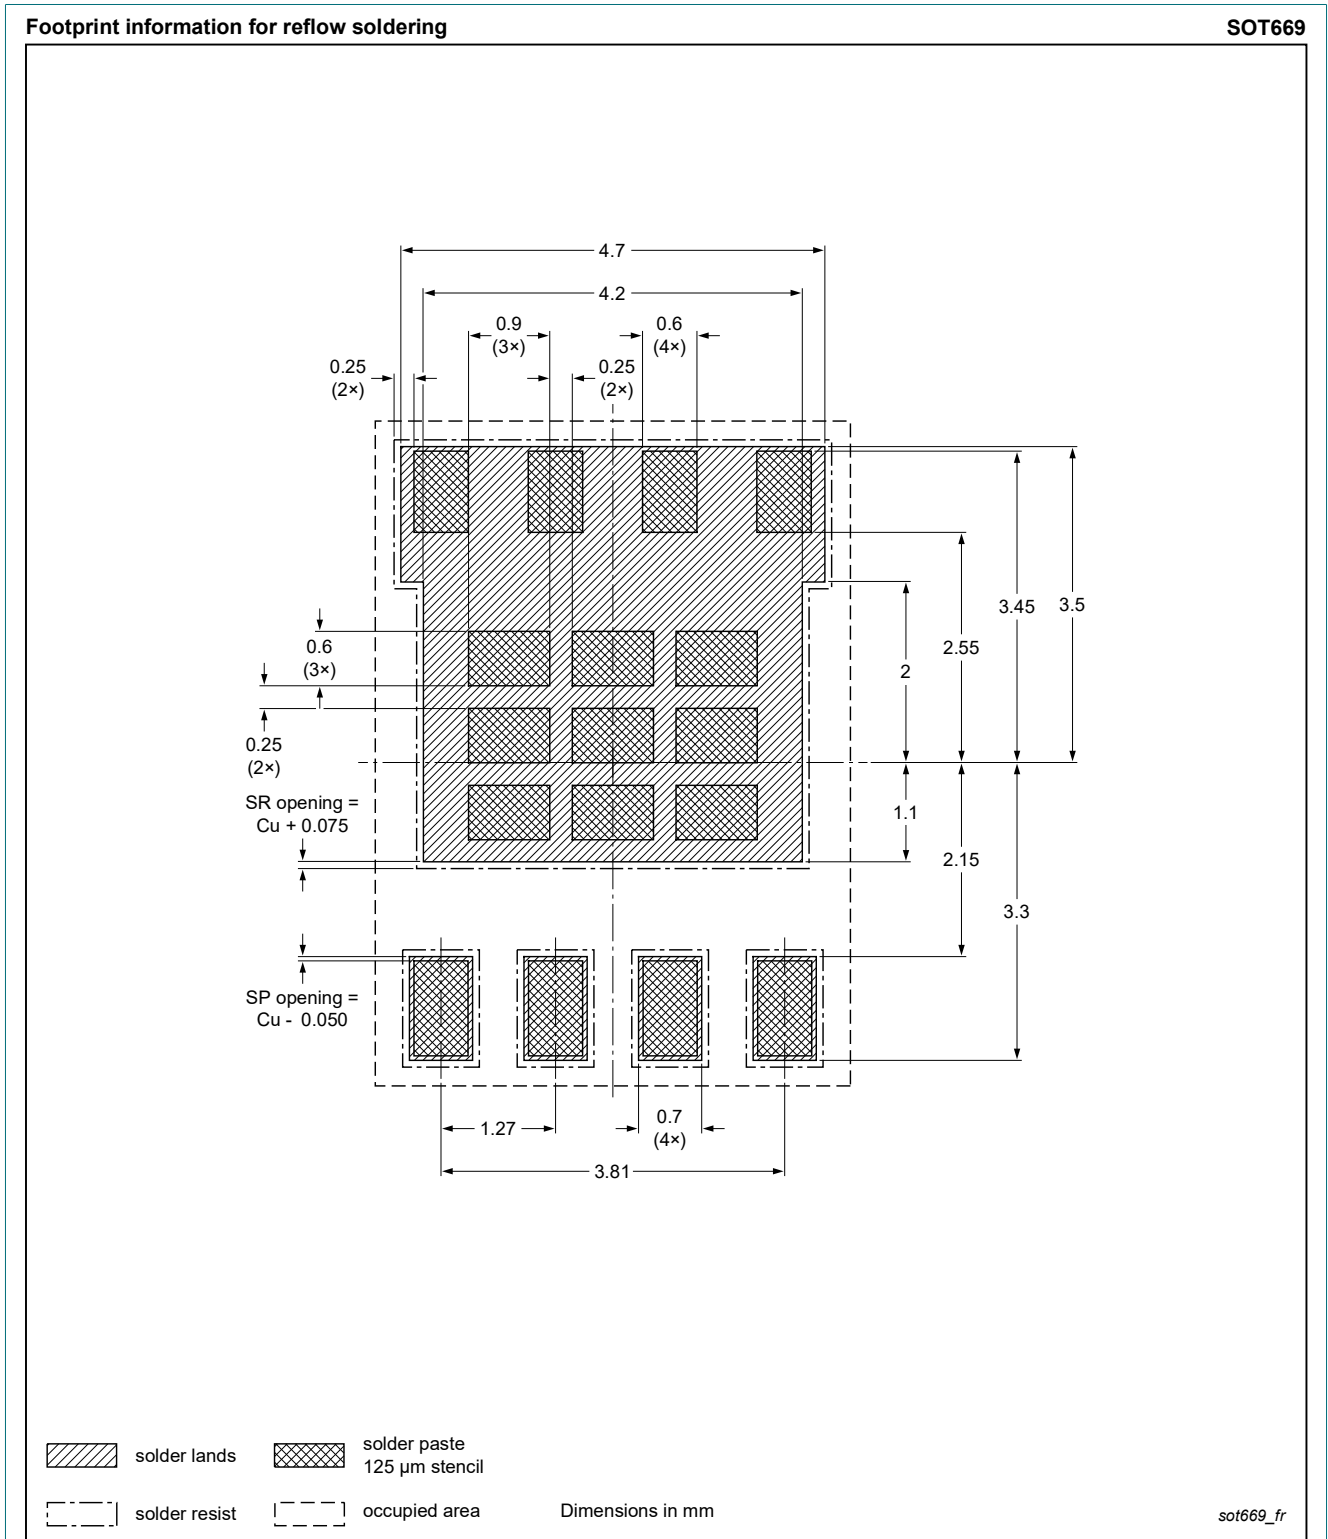 Footprint information for reflow soldering
SOT669
4.7
4.2
0.9
(3×)
0.6
(4×)
0.25
(2×)
0.25
(2×)
3.45
3.5
2.55
2
0.6
(3×)
0.25
(2×)
SR opening =
Cu + 0.075
1.1
2.15
3.3
SP opening =
Cu - 0.050
1.27
0.7
(4×)
3.81
solder lands
solder paste
125 µm stencil
solder resist
occupied area
Dimensions in mm
sot669_fr